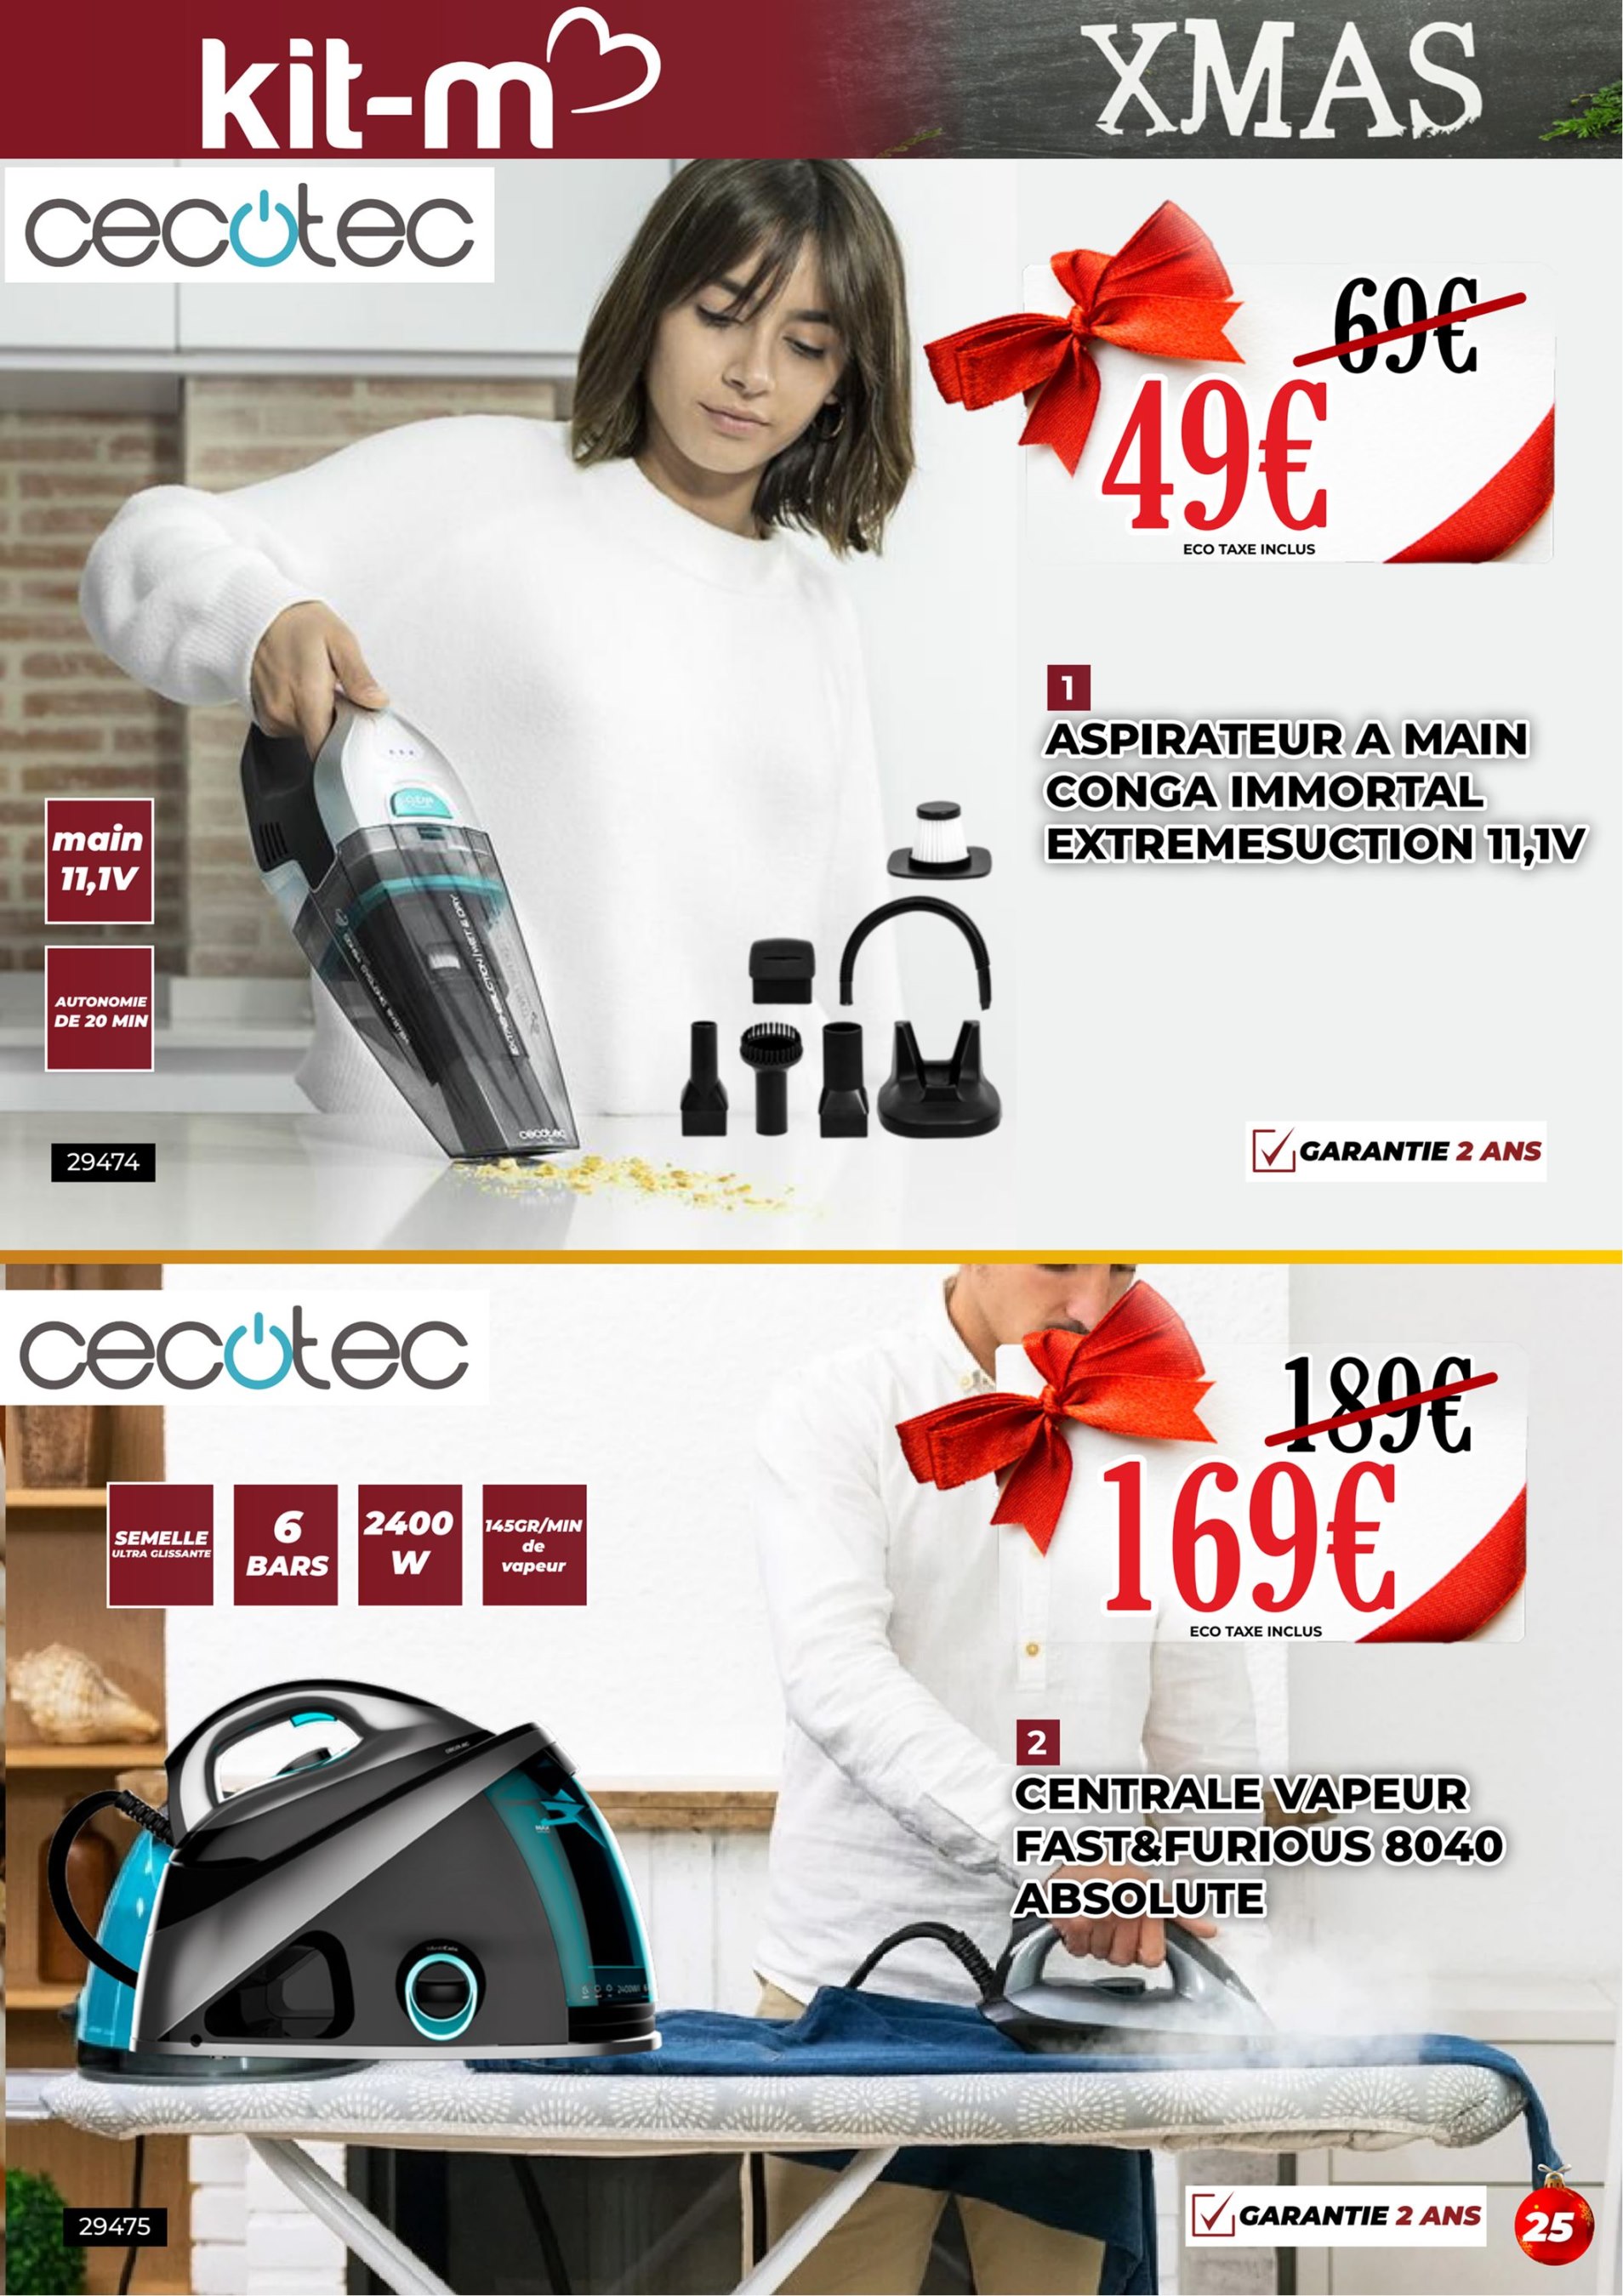 kit-m
XMAS
cecotec
69€
49€
ECO TAXE INCLUS
1
ASPIRATEUR A MAIN
CONGA IMMORTAL
EXTREMESUCTION 11,1V
main
11,1V
AUTONOMIE
DE 20 MIN
cecotec
29474
GARANTIE 2 ANS
cecotec
189€
169€
ECO TAXE INCLUS
SEMELLE
ULTRA GLISSANTE
6
BARS
2400
W
145GR/MIN
de
vapeur
2
CENTRALE VAPEUR
FAST&FURIOUS 8040
ABSOLUTE
MAX
29475
GARANTIE 2 ANS
25